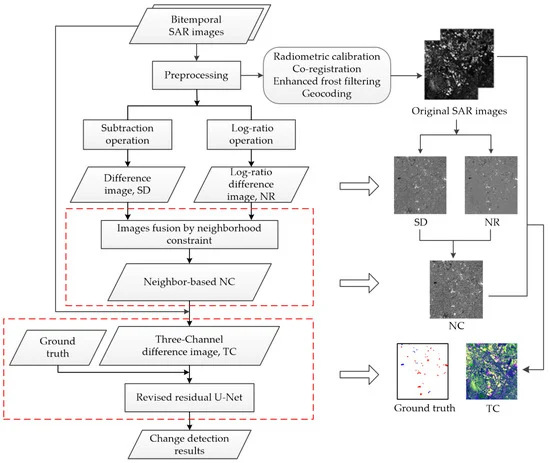 Bitemporal
SAR images
Preprocessing
Radiometric calibration
Co-registration
Enhanced frost filtering
Geocoding
Original SAR images
Subtraction
operation
Log-ratio
operation
Difference
image, SD
Log-ratio
difference
image, NR
SD
NR
Images fusion by neighborhood
constraint
Neighbor-based NC
NC
Ground
truth
Three-Channel
difference image, TC
Revised residual U-Net
Ground truth
TC
Change detection
results